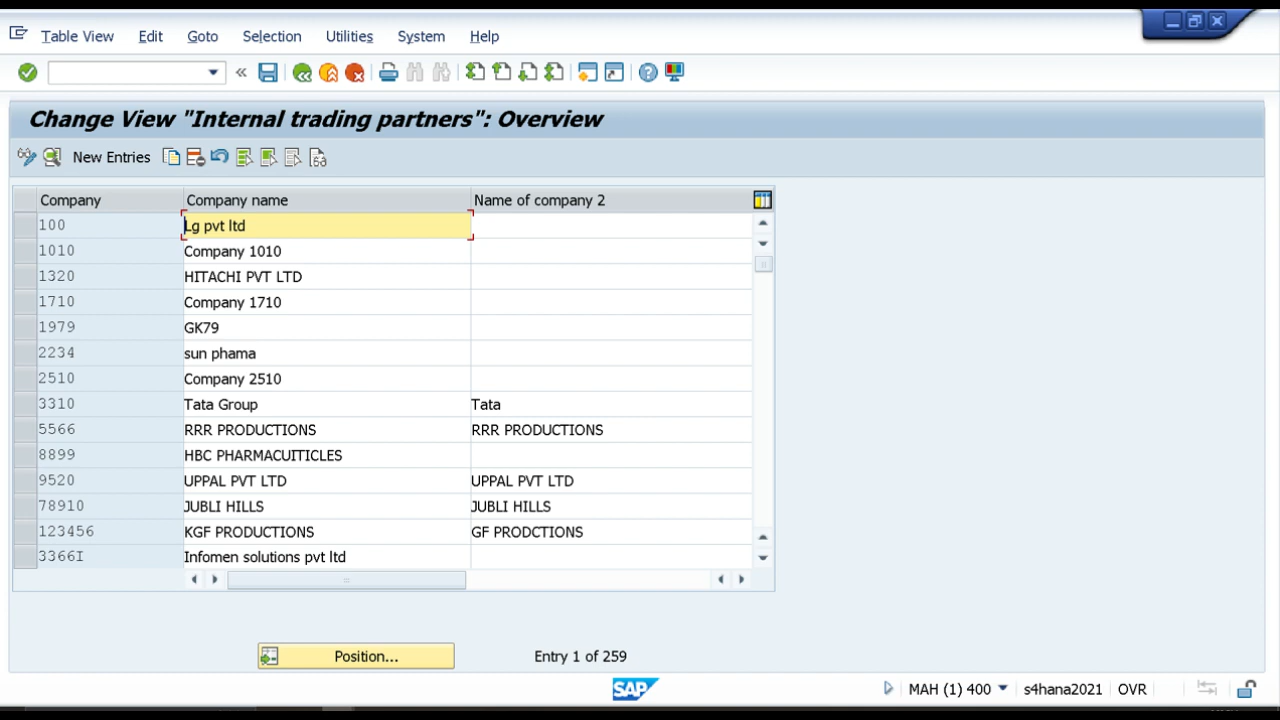 Table View Edit Goto Selection Utilities System Help
Change View "Internal trading partners": Overview
New Entries
Company Company name Name of company 2
100 Lg pvt ltd
1010 Company 1010
1320 HITACHI PVT LTD
1710 Company 1710
1979 GK79
2234 sun phama
2510 Company 2510
3310 Tata Group Tata
5566 RRR PRODUCTIONS RRR PRODUCTIONS
8899 HBC PHARMACUITICLES
9520 UPPAL PVT LTD UPPAL PVT LTD
78910 JUBLI HILLS JUBLI HILLS
123456 KGF PRODUCTIONS GF PRODCTIONS
3366I Infomen solutions pvt ltd
Position... Entry 1 of 259
SAP MAH (1) 400 s4hana2021 OVR